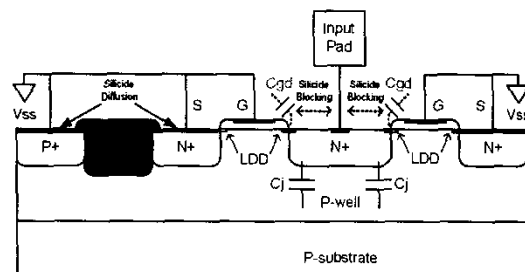 Input
Pad
Cgd
Silicide
Blocking
Silicide
Blocking
Cgd
Silicide
Diffusion
Vss
S
G
G
S
Vss
P+
N+
LDD
N+
LDD
N+
Cj
Cj
P-well
P-substrate